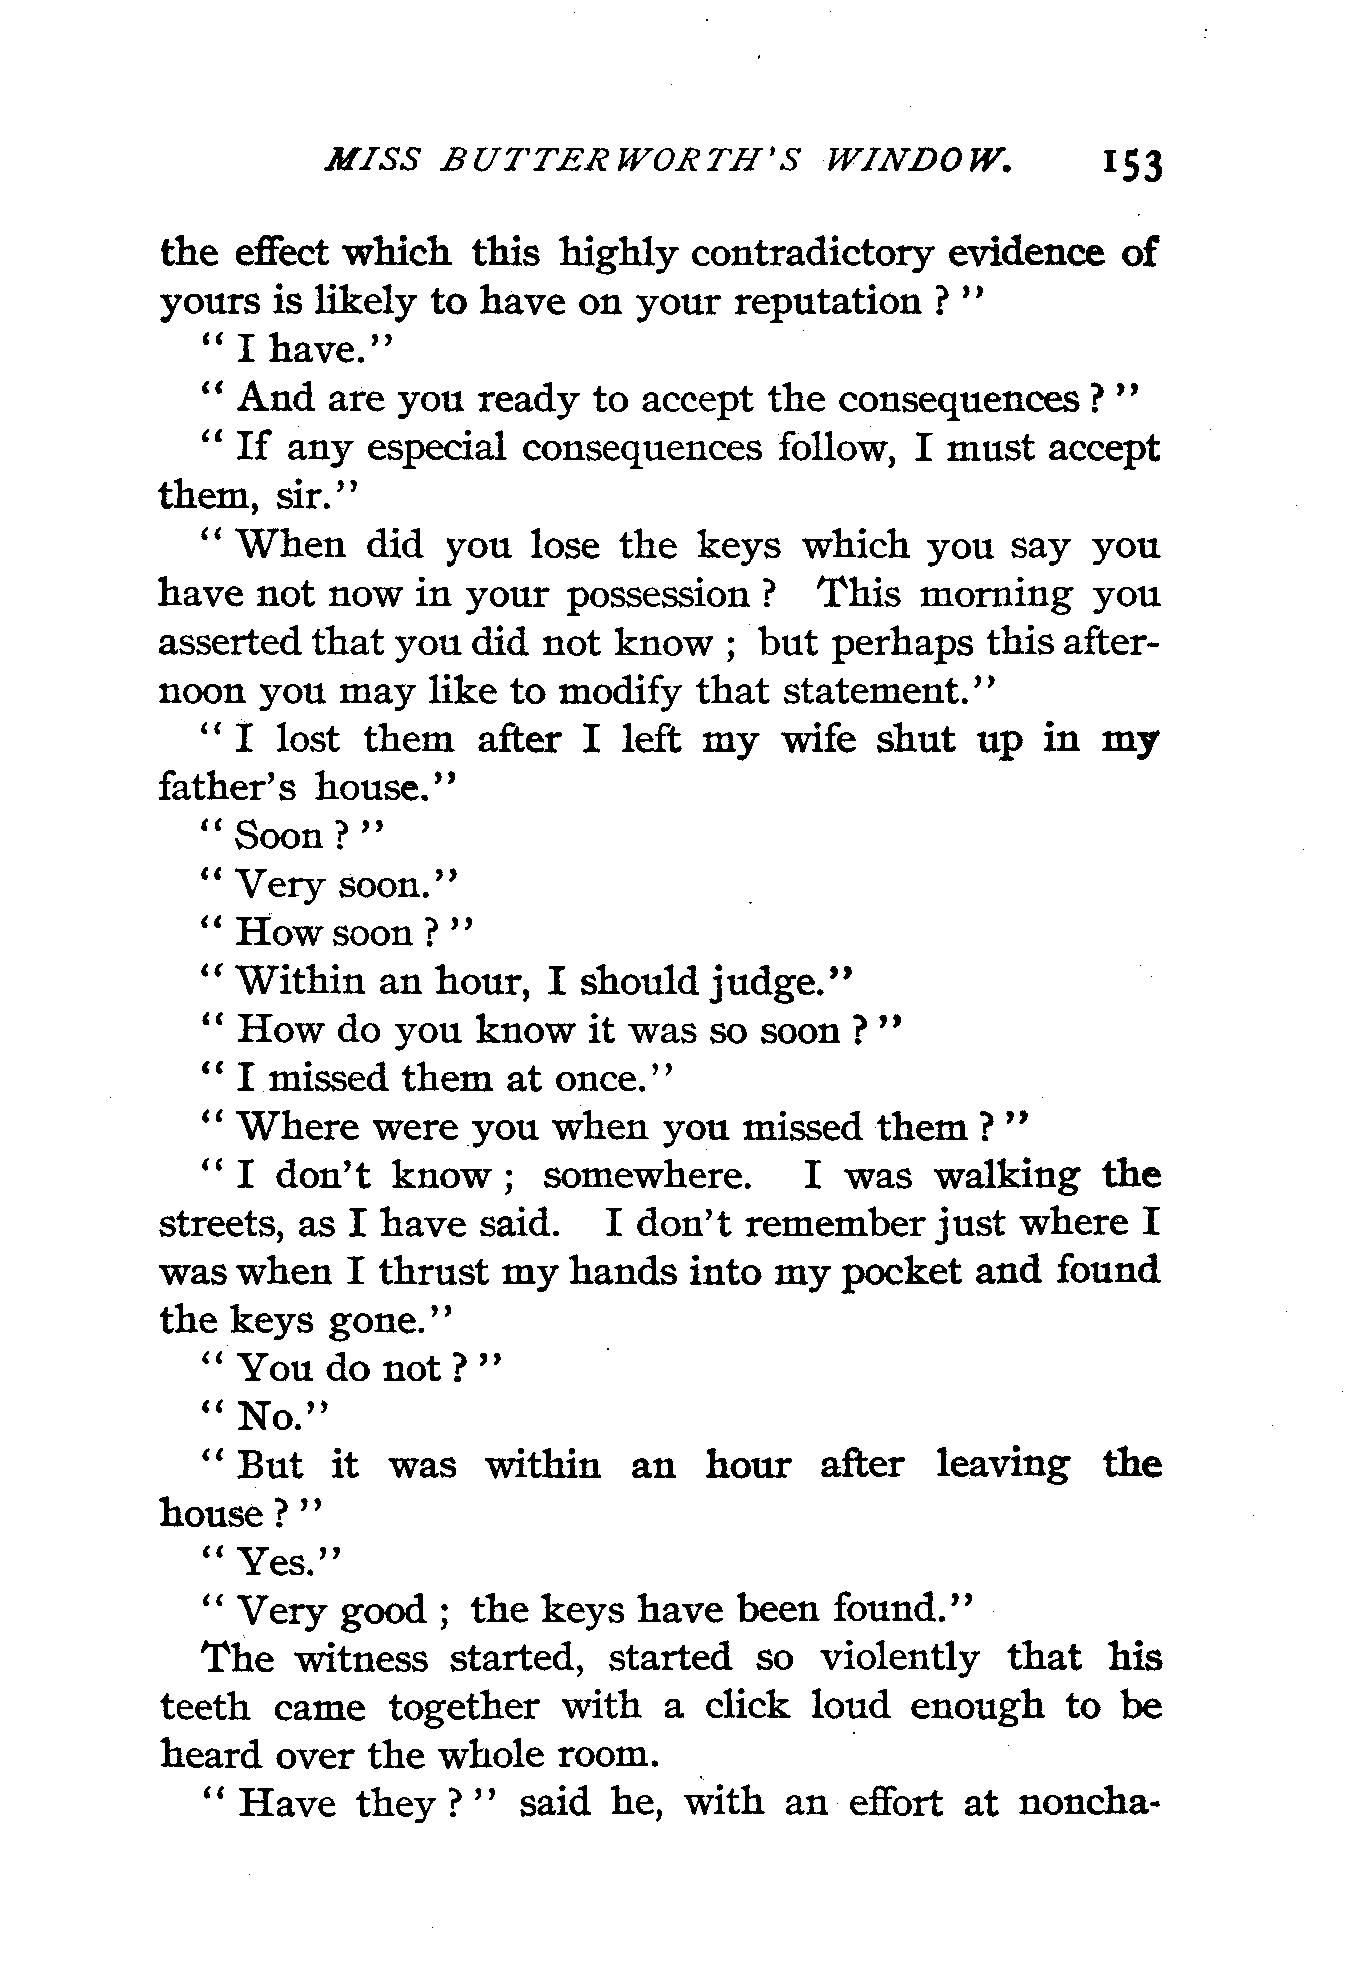 MISS BUTTERWORTH'S WINDOW. 153
the effect which this highly contradictory evidence of
yours is likely to have on your reputation ? "
" I have."
" And are you ready to accept the consequences ? "
" If any especial consequences follow, I must accept
them, sir."
" When did you lose the keys which you say you
have not now in your possession ? This morning you
asserted that you did not know ; but perhaps this after-
noon you may like to modify that statement."
" I lost them after I left my wife shut up in my
father's house."
" Soon ? "
" Very soon."
" How soon ? "
" Within an hour, I should judge."
" How do you know it was so soon ? "
" I missed them at once."
" Where were you when you missed them ? "
" I don't know ; somewhere. I was walking the
streets, as I have said. I don't remember just where I
was when I thrust my hands into my pocket and found
the keys gone."
" You do not ? "
" No."
" But it was within an hour after leaving the
house ? "
" Yes."
" Very good ; the keys have been found."
The witness started, started so violently that his
teeth came together with a click loud enough to be
heard over the whole room.
" Have they ? " said he, with an effort at noncha-